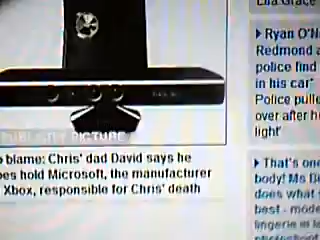 PUBLICITY PICTURE
blame: Chris' dad David says he
hold Microsoft, the manufacturer
Xbox, responsible for Chris' death
Ryan O'N
Redmond a
police find
in his car"
Police pulle
over after h
light'
That's one
body! Ms
does what
best - mode
lingerie in